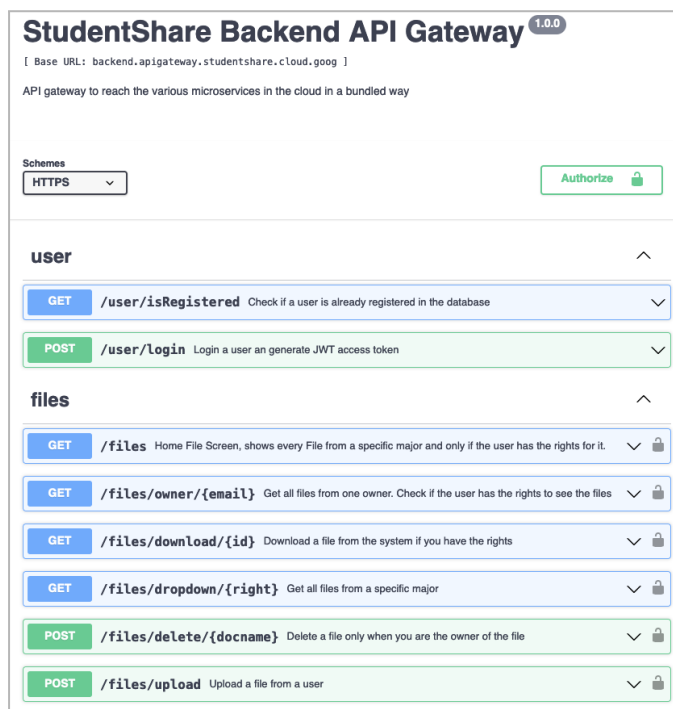 StudentShare Backend API Gateway 1.0.0
[ Base URL: backend.apigateway.studentshare.cloud.goog ]
API gateway to reach the various microservices in the cloud in a bundled way
Schemes
HTTPS
Authorize
user
GET /user/isRegistered Check if a user is already registered in the database
POST /user/login Login a user an generate JWT access token
files
GET /files Home File Screen, shows every File from a specific major and only if the user has the rights for it.
GET /files/owner/{email} Get all files from one owner. Check if the user has the rights to see the files
GET /files/download/{id} Download a file from the system if you have the rights
GET /files/dropdown/{right} Get all files from a specific major
POST /files/delete/{docname} Delete a file only when you are the owner of the file
POST /files/upload Upload a file from a user